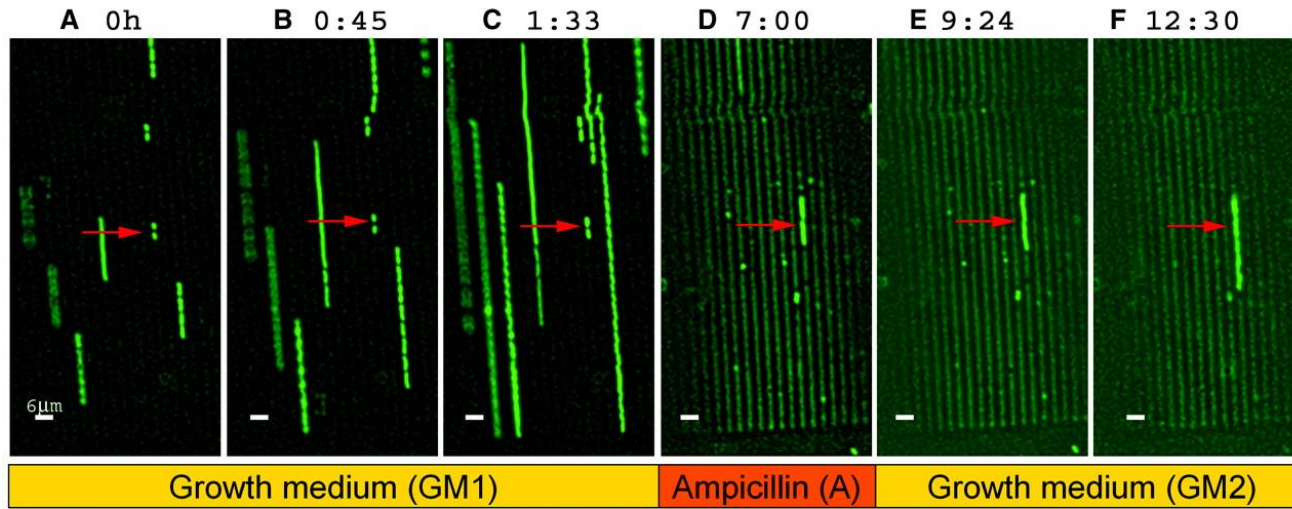 A 0h B 0:45 C 1:33 D 7:00 E 9:24 F 12:30
6µm
Growth medium (GM1) Ampicillin (A) Growth medium (GM2)